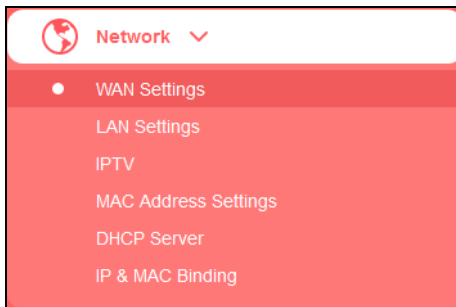 Network
WAN Settings
LAN Settings
IPTV
MAC Address Settings
DHCP Server
IP & MAC Binding